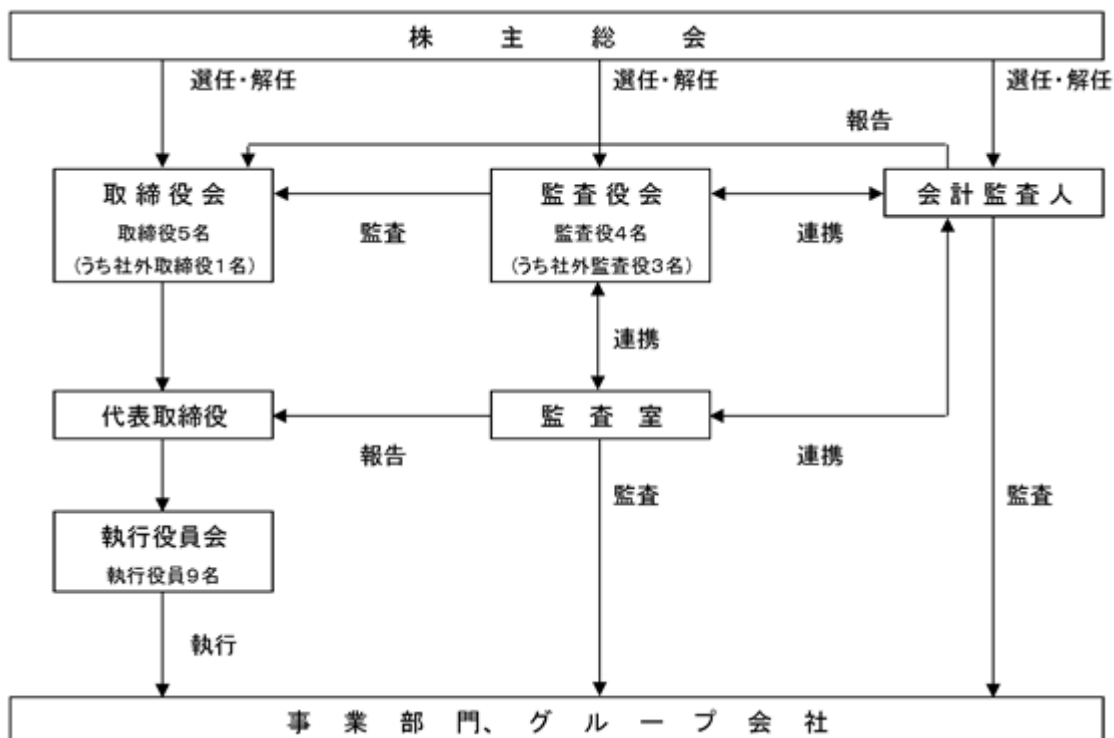 株主総会
選任・解任
選任・解任
選任・解任
報告
取締役会
取締役5名
(うち社外取締役1名)
監査
監査役会
監査役4名
(うち社外監査役3名)
連携
会計監査人
連携
代表取締役
報告
監査室
連携
監査
監査
執行役員会
執行役員9名
執行
事業部門、グループ会社